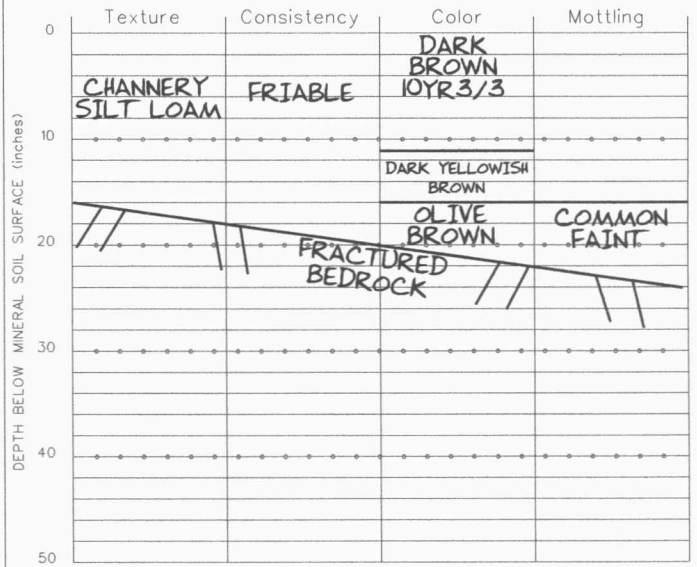 Texture Consistency Color Mottling
0
DARK
BROWN
CHANNERY FRIABLE 10YR3/3
SILT LOAM
10
DARK YELLOWISH
BROWN
OLIVE COMMON
20 BROWN FAINT
FRACTURED
BEDROCK
30
40
50
DEPTH BELOW MINERAL SOIL SURFACE (inches)